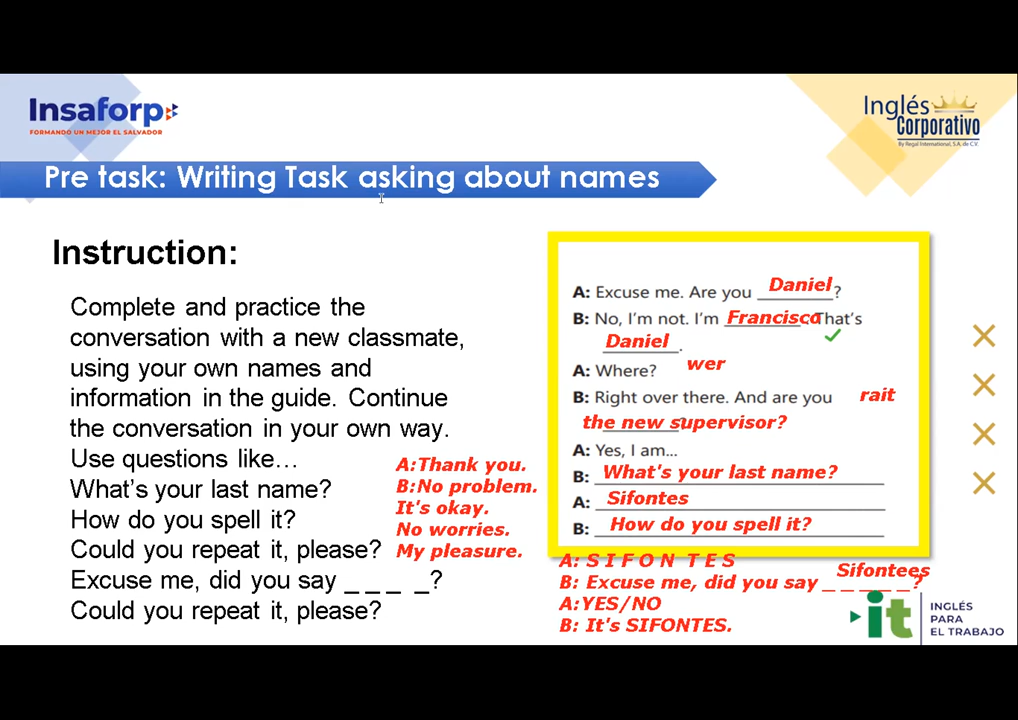 Insaforp
FORMANDO UN MEJOR EL SALVADOR
Inglés
Corporativo
By Regal International, S.A. de C.V.
Pre task: Writing Task asking about names
Instruction:
Complete and practice the
conversation with a new classmate,
using your own names and
information in the guide. Continue
the conversation in your own way.
Use questions like…
What's your last name?
How do you spell it?
Could you repeat it, please?
Excuse me, did you say _ _ _ _?
Could you repeat it, please?
A:Thank you.
B:No problem.
It's okay.
No worries.
My pleasure.
A: Excuse me. Are you Daniel?
B: No, I'm not. I'm Francisco. That's
Daniel.
A: Where? wer
B: Right over there. And are you rait
the new supervisor?
A: Yes, I am...
B: What's your last name?
A: Sifontes
B: How do you spell it?
A: S I F O N T E S
B: Excuse me, did you say Sifontees?
A:YES/NO
B: It's SIFONTES.
it
INGLÉS
PARA
EL TRABAJO